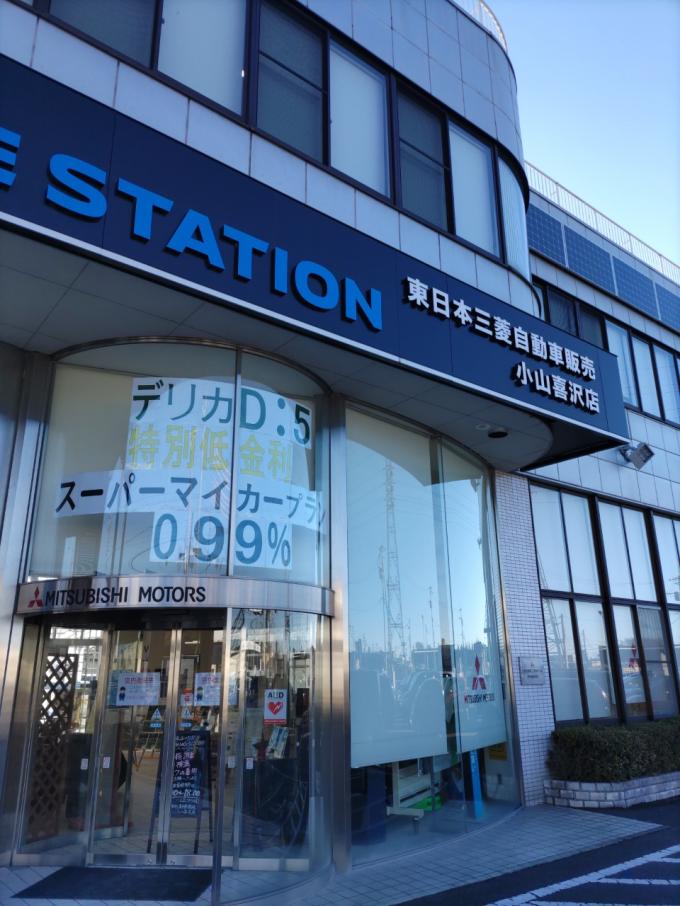 E STATION
東日本三菱自動車販売
小山喜沢店
デリカD:5
特別低金利
スーパーマイカープラン
0.99%
MITSUBISHI MOTORS
AED
MITSUBISHI MOTORS